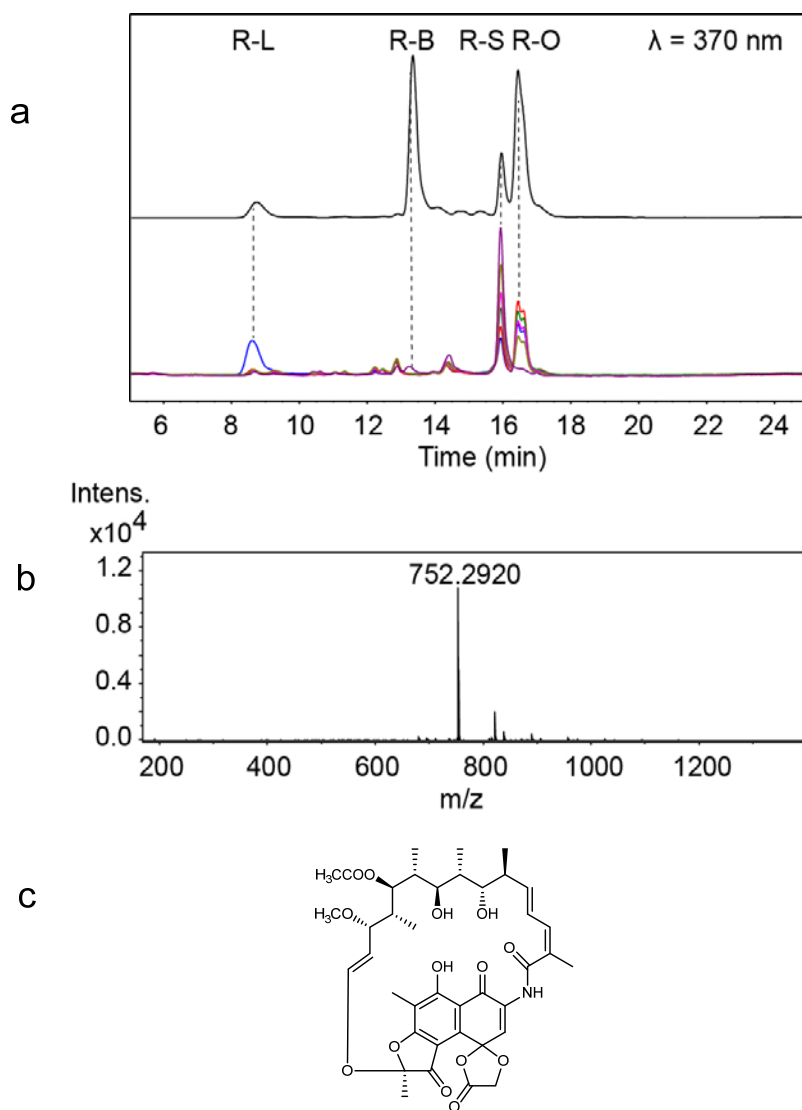 a
R-L R-B R-S R-O λ = 370 nm
6 8 10 12 14 16 18 20 22 24
Time (min)
b
Intens.
x10⁴
752.2920
1.2
0.8
0.4
0.0
200 400 600 800 1000 1200
m/z
c
H₃CCOO
OH OH
H₃CO
O
OH O
NH
O
O O
O O
O